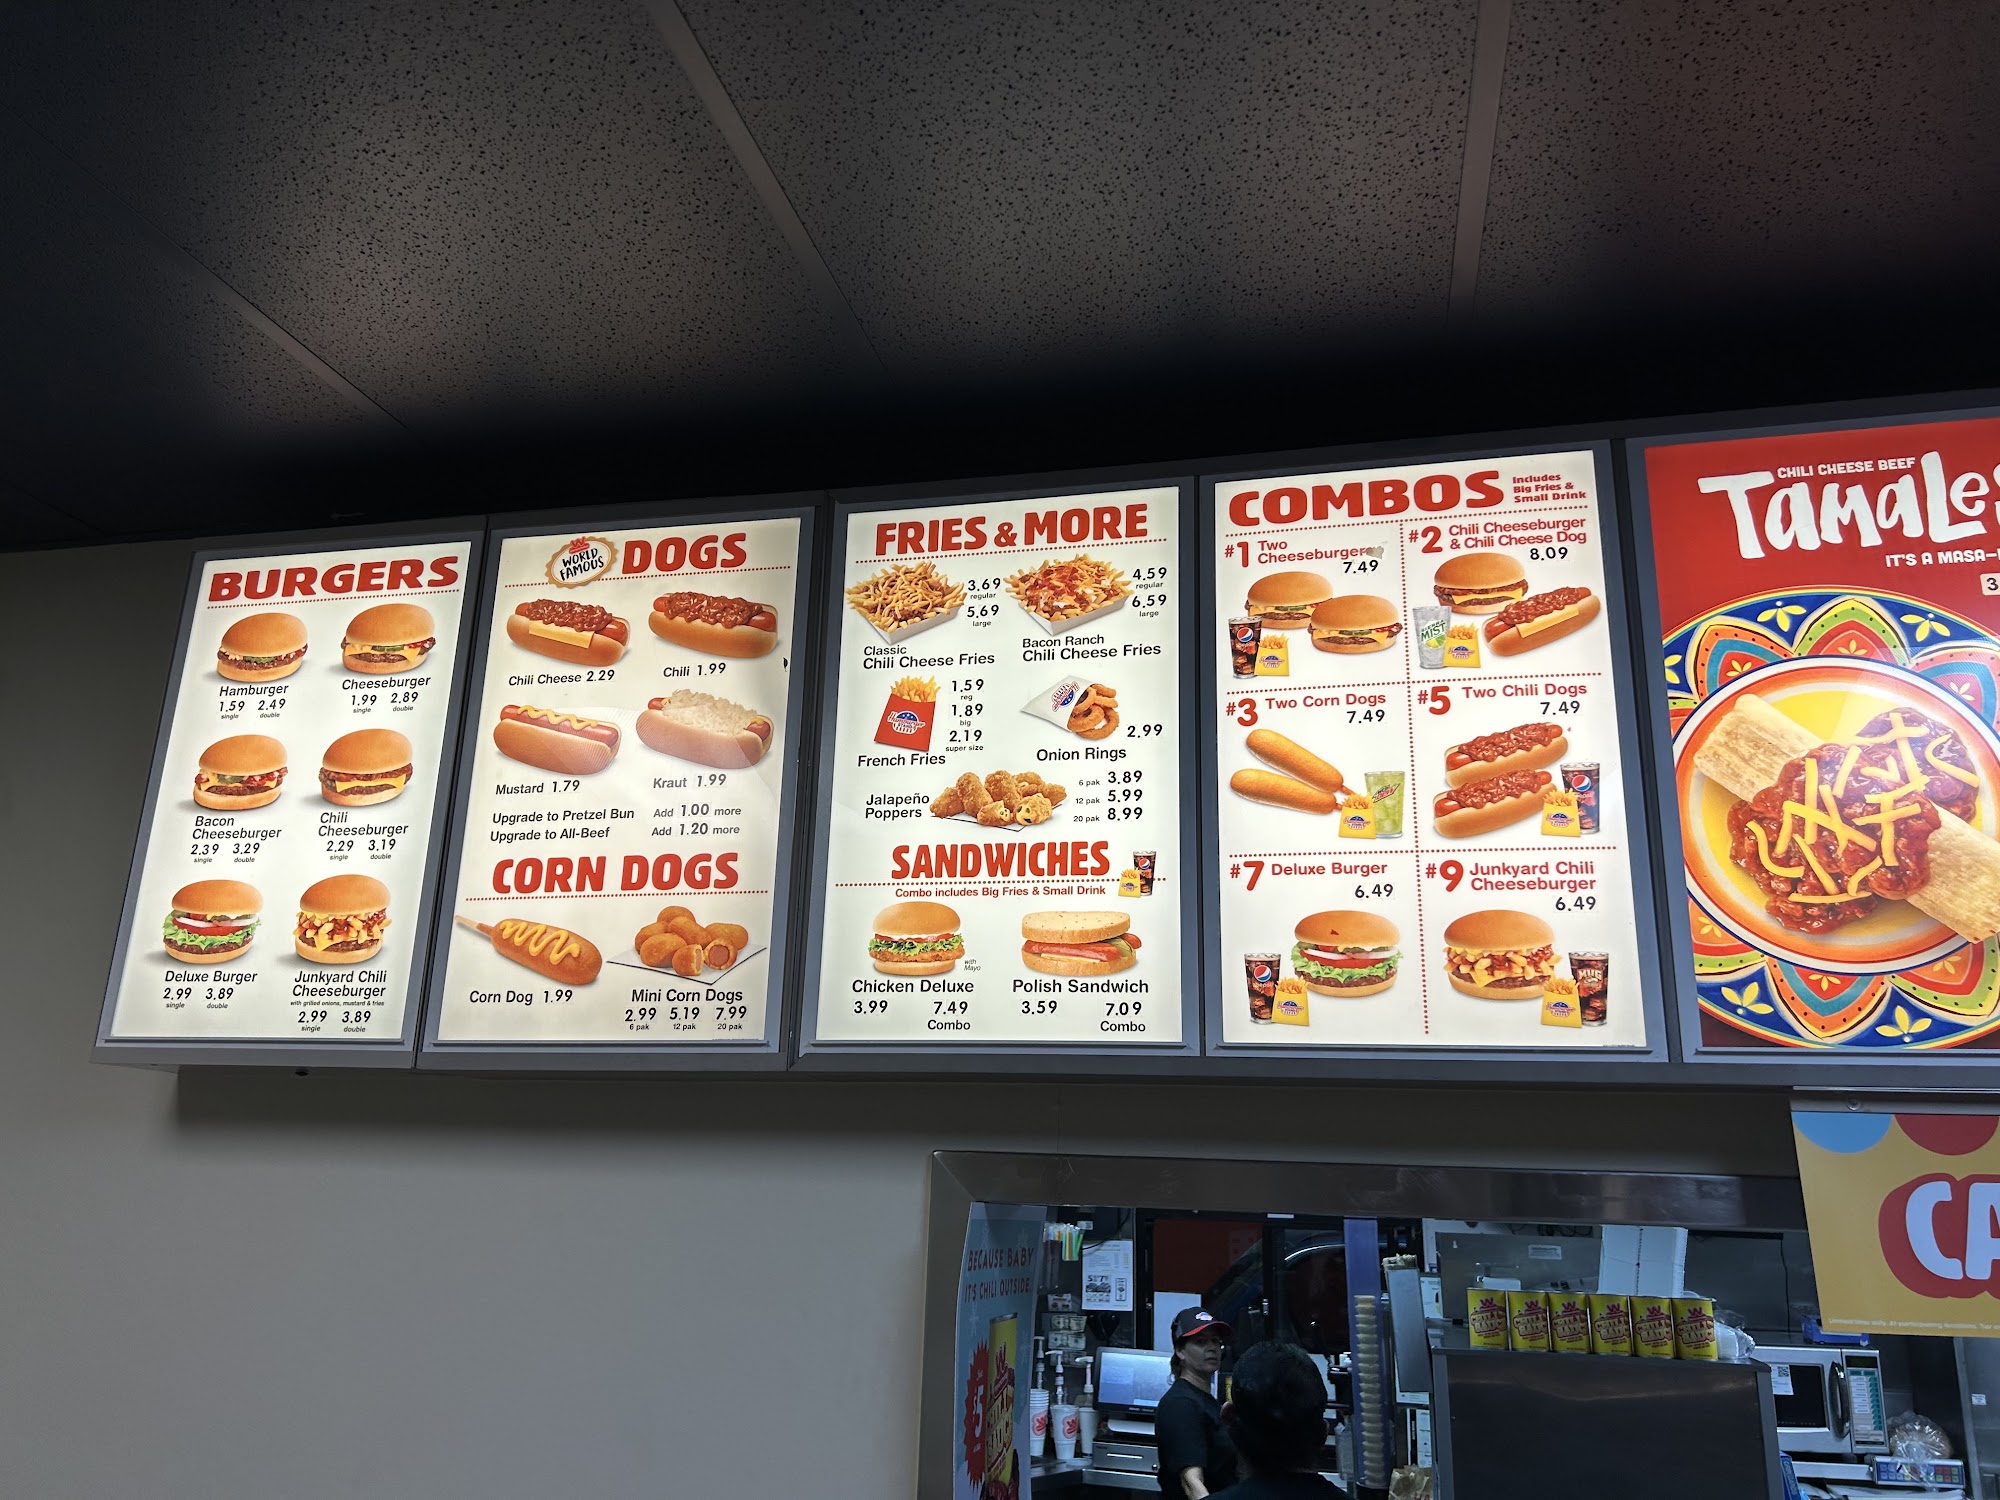 BURGERS
Hamburger
1.59 2.49
single double
Cheeseburger
1.99 2.89
single double
Bacon
Cheeseburger
2.39 3.29
single double
Chili
Cheeseburger
2.29 3.19
single double
Deluxe Burger
2.99 3.89
single double
Junkyard Chili
Cheeseburger
with grilled onions, mustard & fries
2.99 3.89
single double
WORLD
FAMOUS
DOGS
Chili Cheese 2.29
Chili 1.99
Mustard 1.79
Kraut 1.99
Upgrade to Pretzel Bun Add 1.00 more
Upgrade to All-Beef Add 1.20 more
CORN DOGS
Corn Dog 1.99
Mini Corn Dogs
2.99 5.19 7.99
6 pak 12 pak 20 pak
FRIES & MORE
3.69
regular
5.69
large
Classic
Chili Cheese Fries
4.59
regular
6.59
large
Bacon Ranch
Chili Cheese Fries
1.59
reg
1.89
big
2.19
super size
French Fries
2.99
Onion Rings
Jalapeño
Poppers
6 pak 3.89
12 pak 5.99
20 pak 8.99
SANDWICHES
Combo includes Big Fries & Small Drink
with
Mayo
Chicken Deluxe
3.99 7.49
Combo
Polish Sandwich
3.59 7.09
Combo
COMBOS
Includes
Big Fries &
Small Drink
#1 Two
Cheeseburgers
7.49
#2 Chili Cheeseburger
& Chili Cheese Dog
8.09
MIST
#3 Two Corn Dogs
7.49
#5 Two Chili Dogs
7.49
#7 Deluxe Burger
6.49
#9 Junkyard Chili
Cheeseburger
6.49
MUG
CHILI CHEESE BEEF
TAMALES
IT'S A MASA-
3
CA
BECAUSE BABY
IT'S CHILI OUTSIDE.
$5